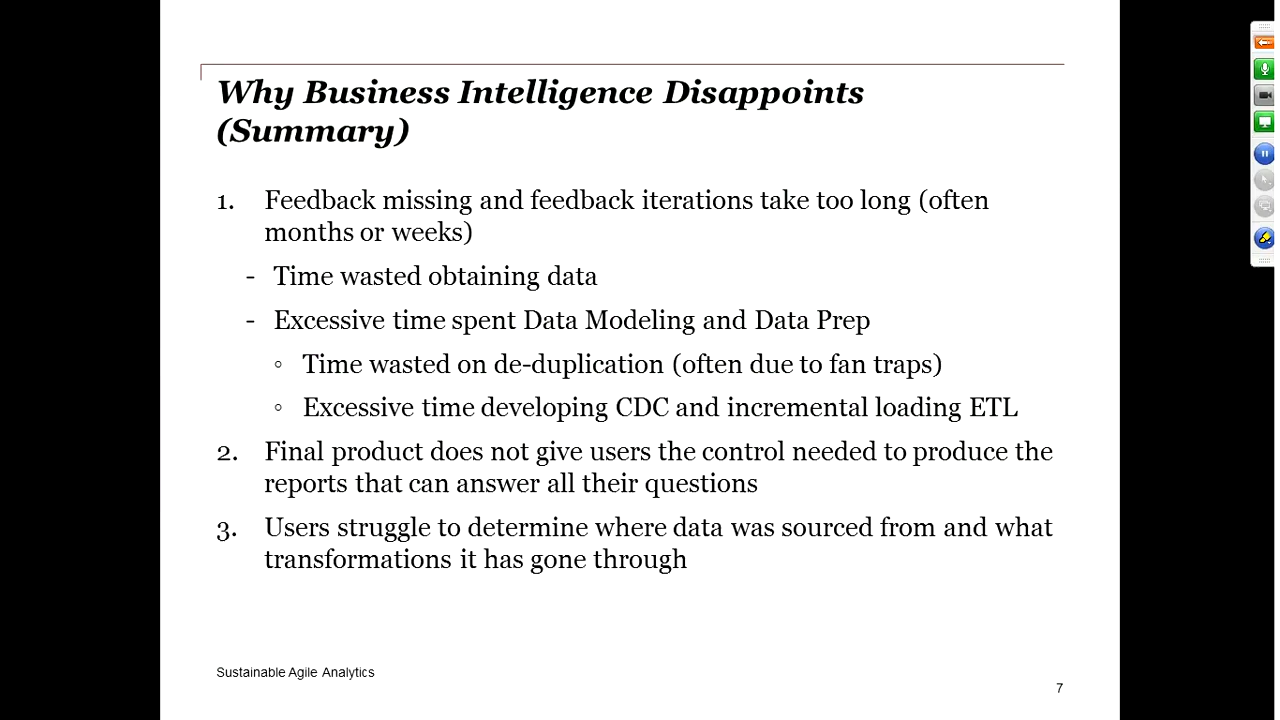 Why Business Intelligence Disappoints
(Summary)
1. Feedback missing and feedback iterations take too long (often
months or weeks)
- Time wasted obtaining data
- Excessive time spent Data Modeling and Data Prep
◦ Time wasted on de-duplication (often due to fan traps)
◦ Excessive time developing CDC and incremental loading ETL
2. Final product does not give users the control needed to produce the
reports that can answer all their questions
3. Users struggle to determine where data was sourced from and what
transformations it has gone through
Sustainable Agile Analytics
7